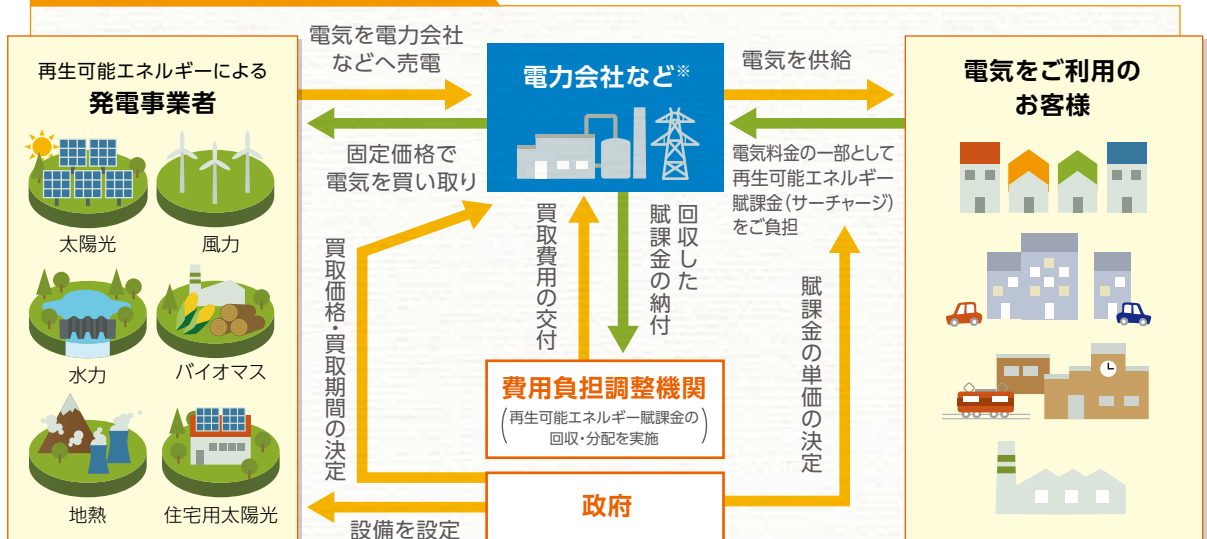 再生可能エネルギーによる
発電事業者
太陽光
風力
水力
バイオマス
地熱
住宅用太陽光
電気を電力会社
などへ売電
固定価格で
電気を買い取り
買取価格・買取期間の決定
設備を設定
電力会社など※
買取費用の交付
回収した
賦課金の納付
費用負担調整機関
(再生可能エネルギー賦課金の
回収・分配を実施)
政府
電気を供給
電気料金の一部として
再生可能エネルギー
賦課金(サーチャージ)
をご負担
賦課金の単価の決定
電気をご利用の
お客様